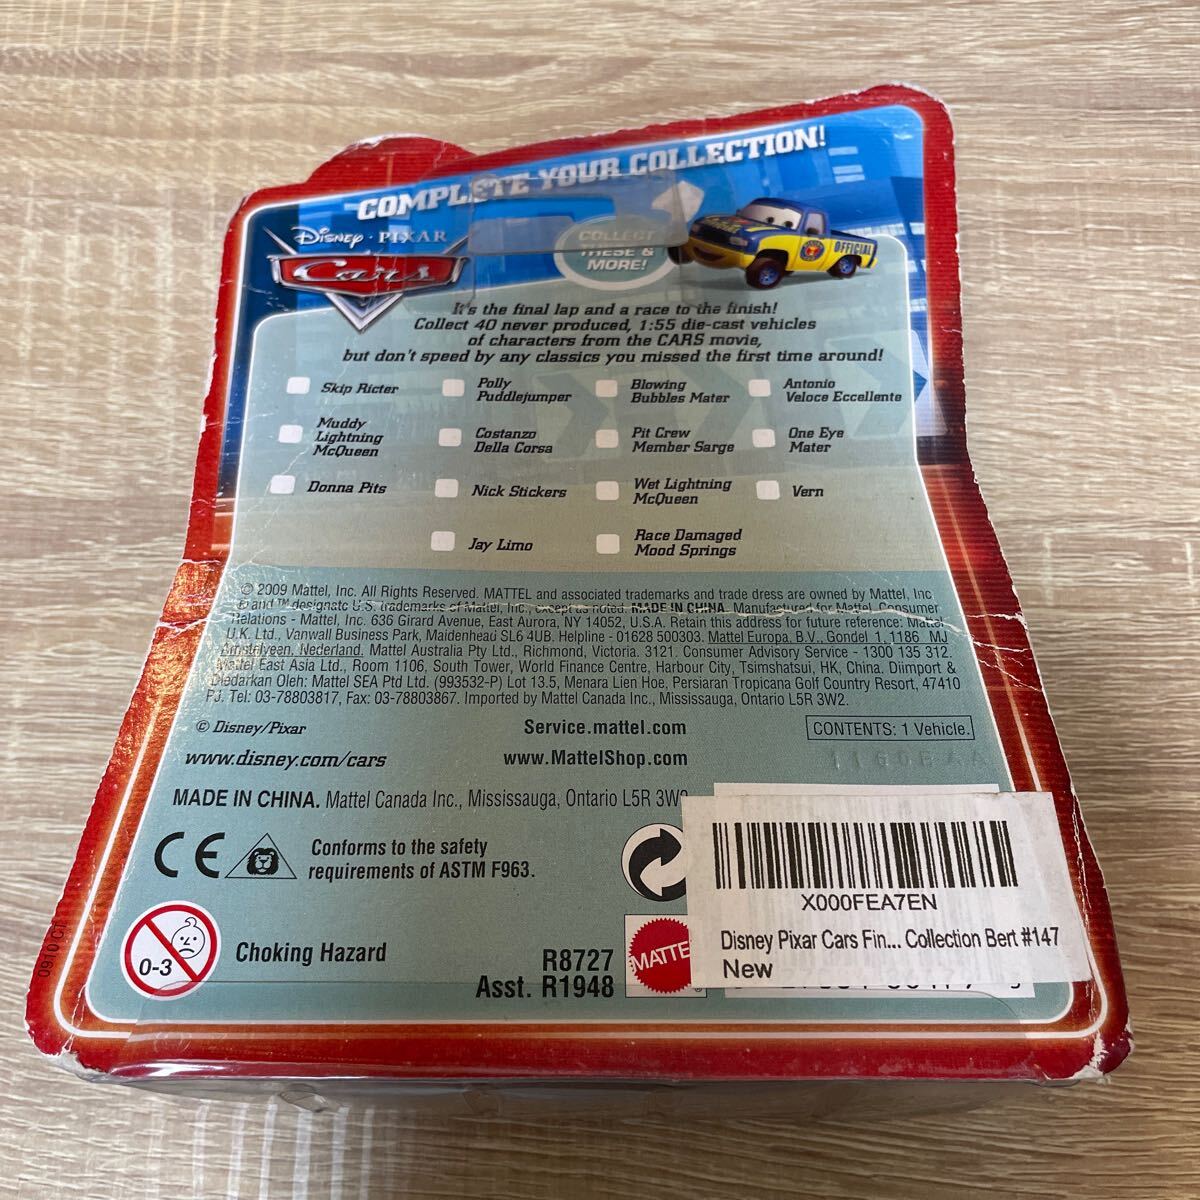 COMPLETE YOUR COLLECTION!
Disney · PIXAR
Cars
COLLECT
THESE &
MORE!
OFFICIAL
It's the final lap and a race to the finish!
Collect 40 never produced, 1:55 die-cast vehicles
of characters from the CARS movie,
but don't speed by any classics you missed the first time around!
Skip Ricter
Polly
Puddlejumper
Blowing
Bubbles Mater
Antonio
Veloce Eccellente
Muddy
Lightning
McQueen
Costanzo
Della Corsa
Pit Crew
Member Sarge
One Eye
Mater
Donna Pits
Nick Stickers
Wet Lightning
McQueen
Vern
Jay Limo
Race Damaged
Mood Springs
© 2009 Mattel, Inc. All Rights Reserved. MATTEL and associated trademarks and trade dress are owned by Mattel, Inc
® and ™ designate U.S. trademarks of Mattel, Inc., except as noted. MADE IN CHINA. Manufactured for Mattel. Consumer
Relations - Mattel, Inc. 636 Girard Avenue, East Aurora, NY 14052, U.S.A. Retain this address for future reference: Mattel
U.K. Ltd., Vanwall Business Park, Maidenhead SL6 4UB. Helpline - 01628 500303. Mattel Europa. B.V., Gondel 1, 1186 MJ
Amstelveen. Nederland. Mattel Australia Pty Ltd., Richmond, Victoria. 3121. Consumer Advisory Service - 1300 135 312.
Mattel East Asia Ltd., Room 1106, South Tower, World Finance Centre, Harbour City, Tsimshatsui, HK, China. Diimport &
Diedarkan Oleh: Mattel SEA Ptd Ltd. (993532-P) Lot 13.5, Menara Lien Hoe, Persiaran Tropicana Golf Country Resort, 47410
PJ. Tel: 03-78803817, Fax: 03-78803867. Imported by Mattel Canada Inc., Mississauga, Ontario L5R 3W2.
© Disney/Pixar
Service.mattel.com
CONTENTS: 1 Vehicle.
www.disney.com/cars
www.MattelShop.com
MADE IN CHINA. Mattel Canada Inc., Mississauga, Ontario L5R 3W2
CE
Conforms to the safety
requirements of ASTM F963.
X000FEA7EN
Disney Pixar Cars Fin... Collection Bert #147
New
0-3
Choking Hazard
R8727
Asst. R1948
MATTE